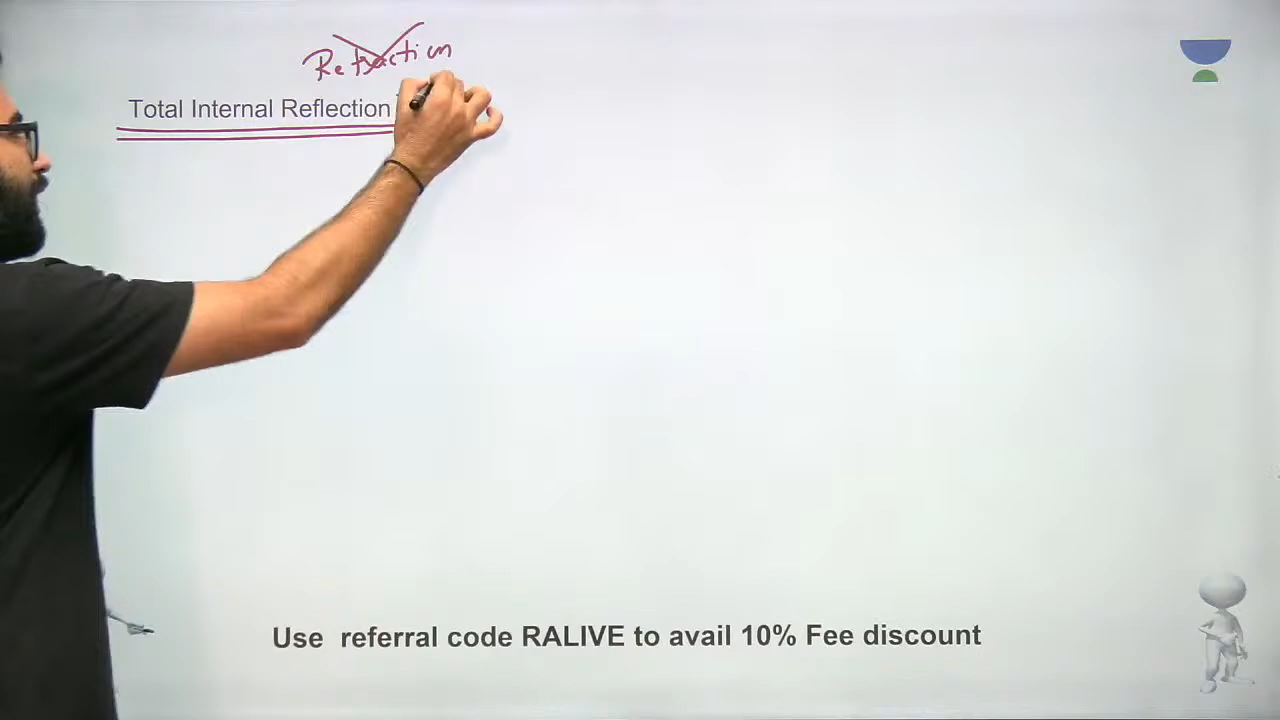 Refraction
Total Internal Reflection
Use referral code RALIVE to avail 10% Fee discount